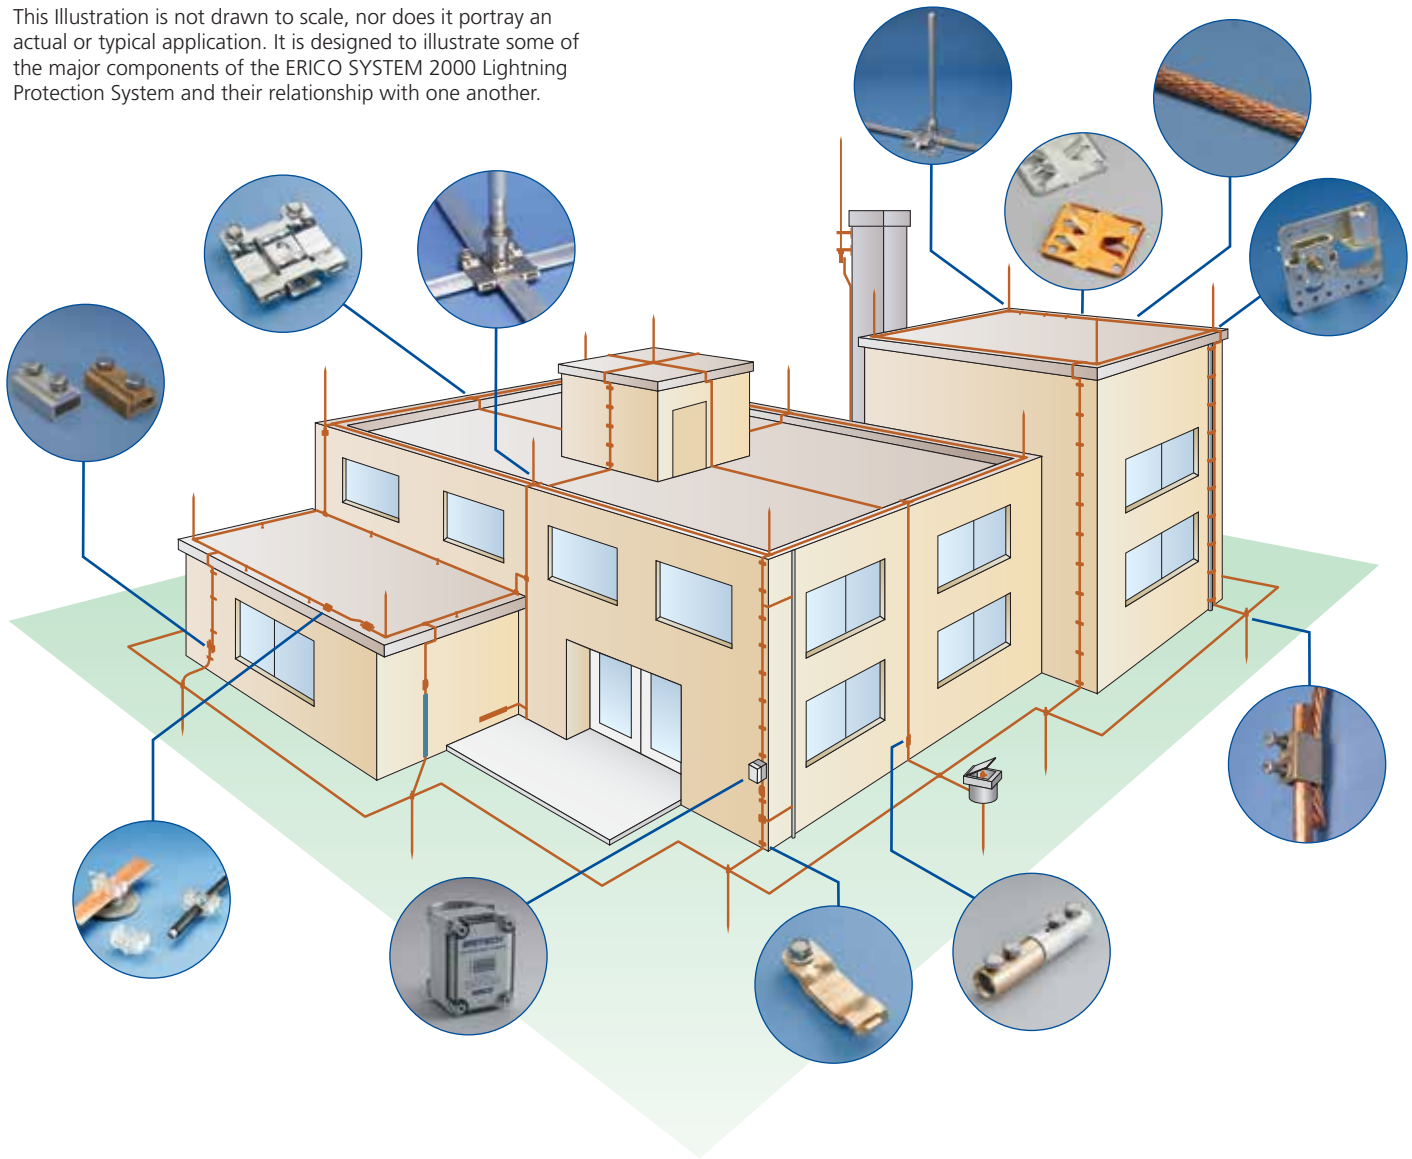 This Illustration is not drawn to scale, nor does it portray an
actual or typical application. It is designed to illustrate some of
the major components of the ERICO SYSTEM 2000 Lightning
Protection System and their relationship with one another.